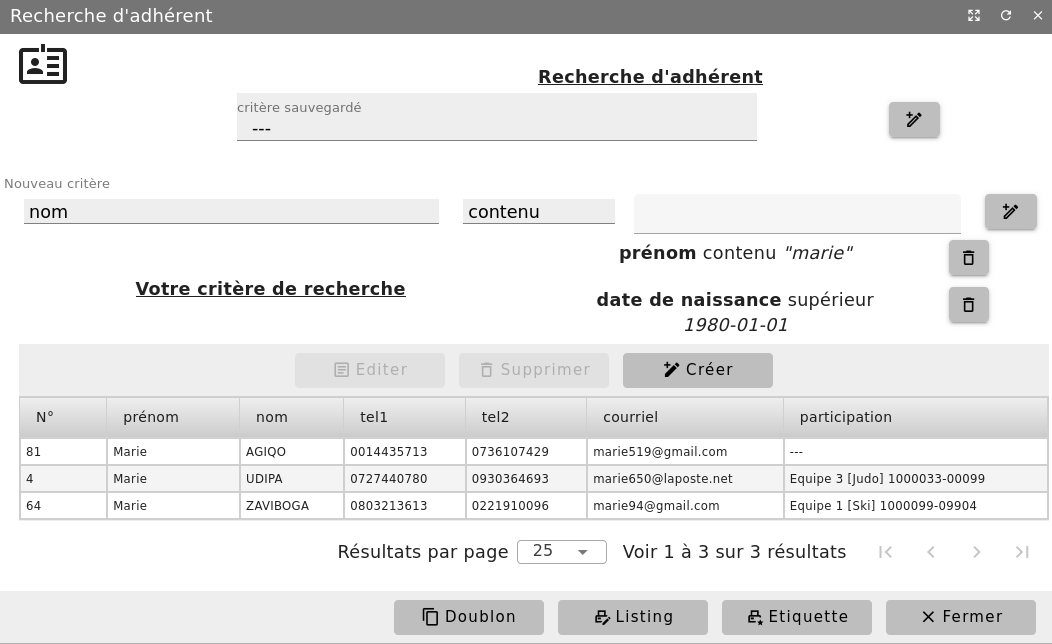 Recherche d'adhérent
Recherche d'adhérent
critère sauvegardé
---
Nouveau critère
nom contenu
prénom contenu "marie"
Votre critère de recherche
date de naissance supérieur
1980-01-01
Editer Supprimer Créer
N° prénom nom tel1 tel2 courriel participation
81 Marie AGIQO 0014435713 0736107429 marie519@gmail.com ---
4 Marie UDIPA 0727440780 0930364693 marie650@laposte.net Equipe 3 [Judo] 1000033-00099
64 Marie ZAVIBOGA 0803213613 0221910096 marie94@gmail.com Equipe 1 [Ski] 1000099-09904
Résultats par page 25 Voir 1 à 3 sur 3 résultats
Doublon Listing Etiquette Fermer